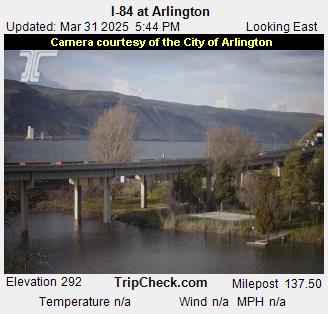 I-84 at Arlington
Updated: Mar 31 2025 5:44 PM Looking East
Camera courtesy of the City of Arlington
Elevation 292 TripCheck.com Milepost 137.50
Temperature n/a Wind n/a MPH n/a